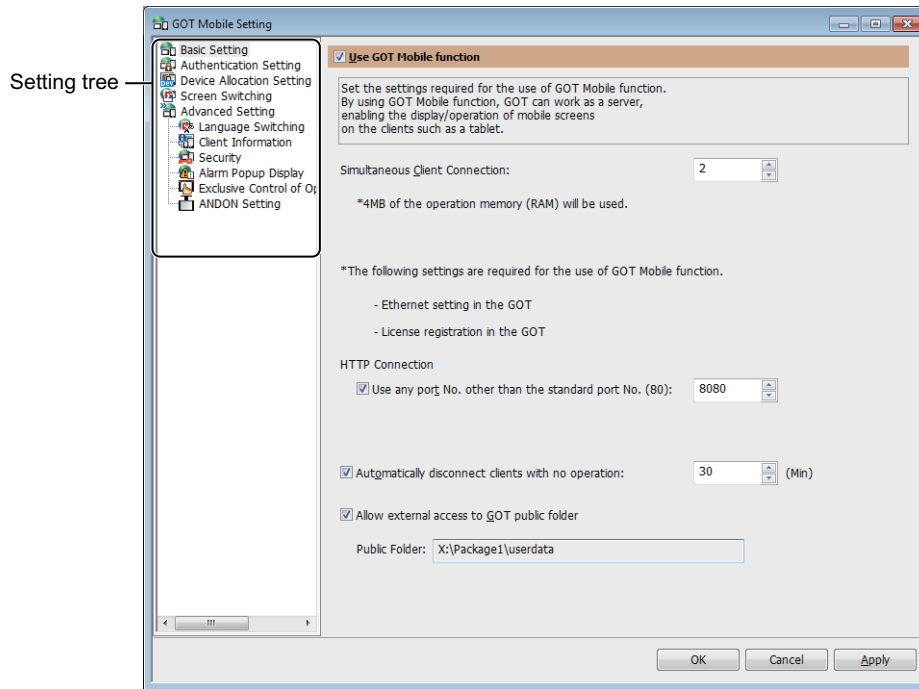 GOT Mobile Setting
Setting tree
Basic Setting
Authentication Setting
Device Allocation Setting
Screen Switching
Advanced Setting
Language Switching
Client Information
Security
Alarm Popup Display
Exclusive Control of Op
ANDON Setting
Use GOT Mobile function
Set the settings required for the use of GOT Mobile function.
By using GOT Mobile function, GOT can work as a server,
enabling the display/operation of mobile screens
on the clients such as a tablet.
Simultaneous Client Connection: 2
*4MB of the operation memory (RAM) will be used.
*The following settings are required for the use of GOT Mobile function.
- Ethernet setting in the GOT
- License registration in the GOT
HTTP Connection
Use any port No. other than the standard port No. (80): 8080
Automatically disconnect clients with no operation: 30 (Min)
Allow external access to GOT public folder
Public Folder: X:\Package1\userdata
OK Cancel Apply